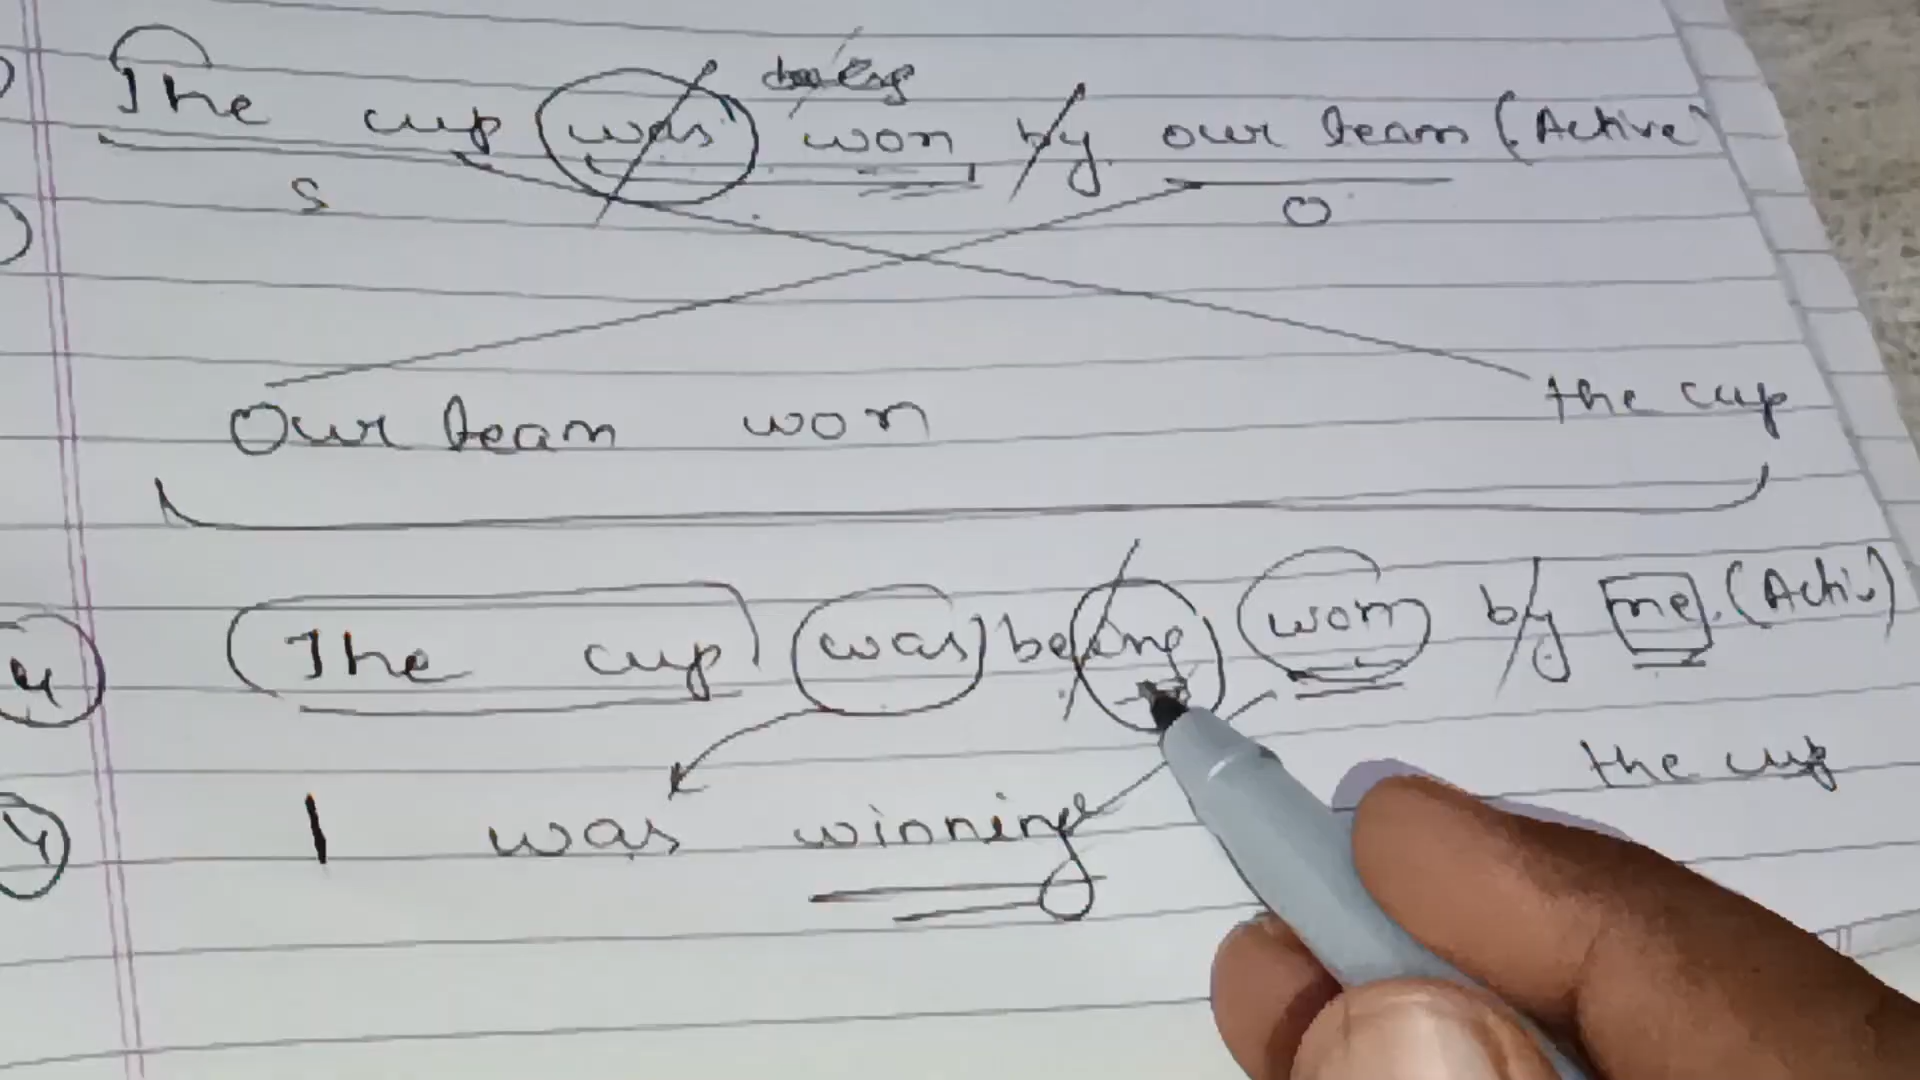 The cup was won by our team (Active)
S O
Our team won the cup
4 The cup was being won by me. (Activ)
4 I was winning the cup